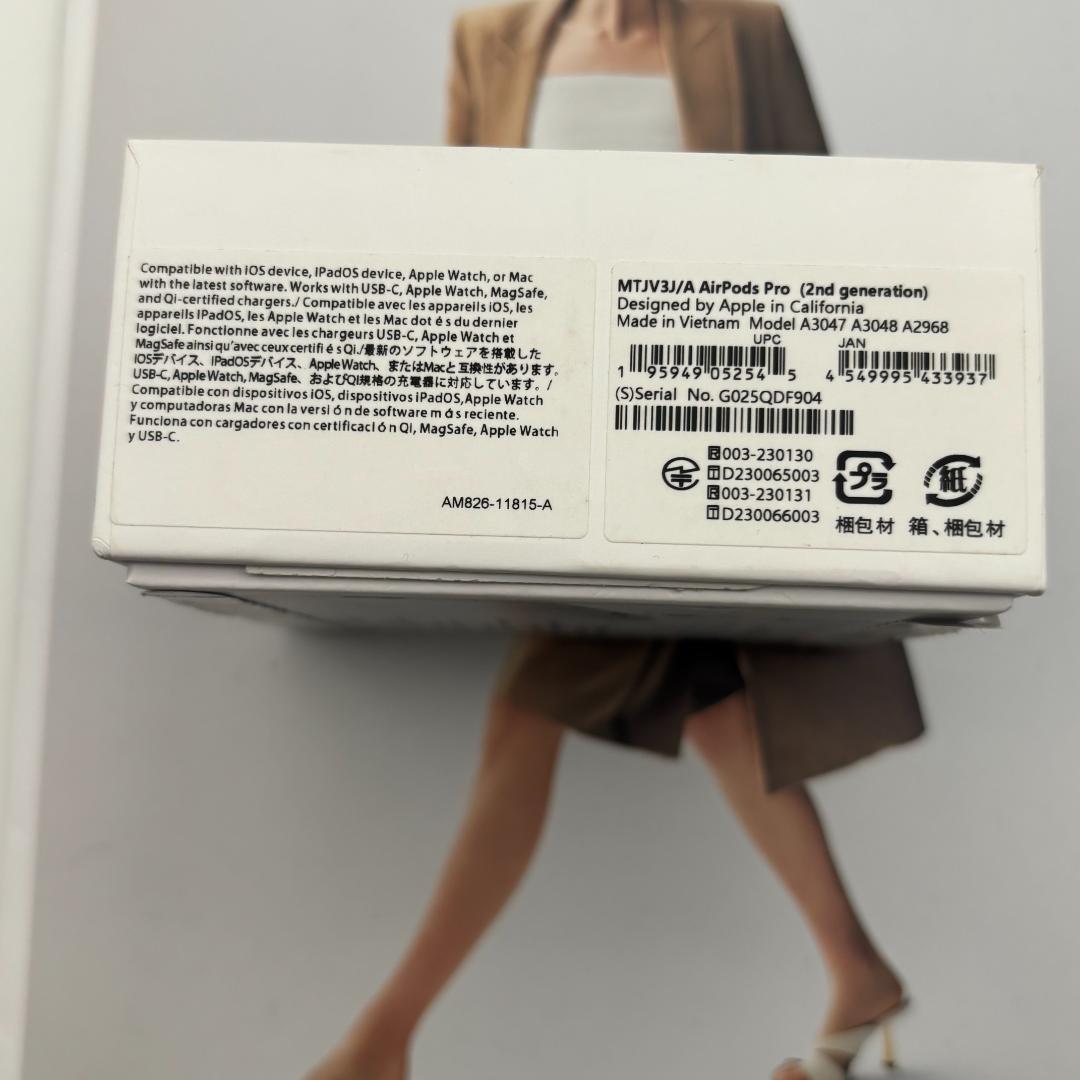 Compatible with iOS device, iPadOS device, Apple Watch, or Mac
with the latest software. Works with USB-C, Apple Watch, MagSafe,
and Qi-certified chargers./ Compatible avec les appareils iOS, les
appareils iPadOS, les Apple Watch et les Mac dot é s du dernier
logiciel. Fonctionne avec les chargeurs USB-C, Apple Watch et
MagSafe ainsi qu'avec ceux certifi é s Qi./最新のソフトウェアを搭載した
iOSデバイス、iPadOSデバイス、Apple Watch、またはMacと互換性があります。
USB-C, Apple Watch, MagSafe、およびQi規格の充電器に対応しています。/
Compatible con dispositivos iOS, dispositivos iPadOS, Apple Watch
y computadoras Mac con la versi ó n de software m á s reciente.
Funciona con cargadores con certificaci ó n Qi, MagSafe, Apple Watch
y USB-C.
AM826-11815-A
MTJV3J/A AirPods Pro (2nd generation)
Designed by Apple in California
Made in Vietnam Model A3047 A3048 A2968
UPC JAN
1 95949 05254 5 4 549995 433937
(S)Serial No. G025QDF904
R 003-230130
T D230065003
R 003-231131
T D230066003
プラ 紙
梱包材 箱、梱包材